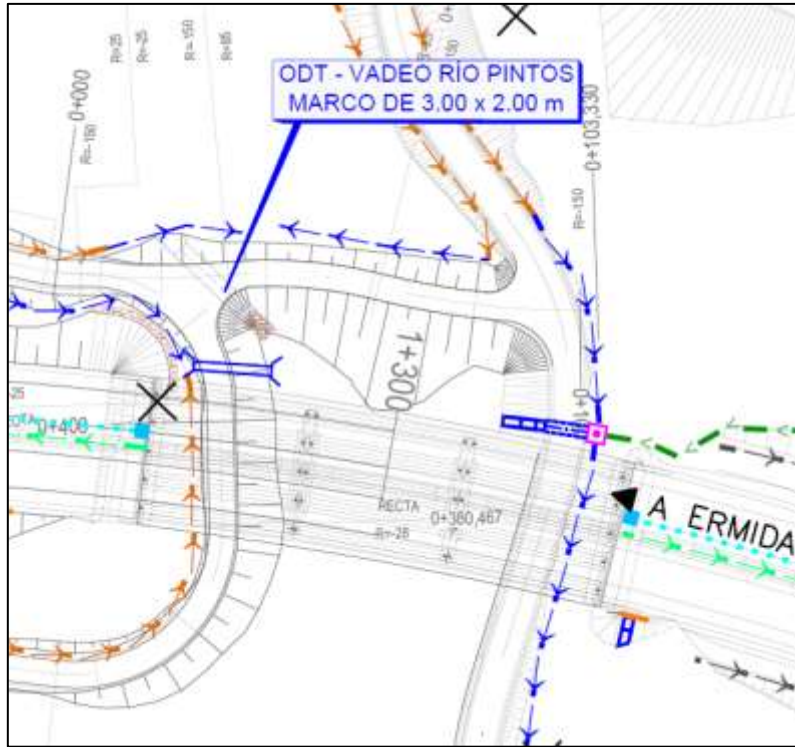 R=25
R=-25
R=-150
R=85
0+000
R=-150
ODT - VADEO RÍO PINTOS
MARCO DE 3.00 x 2.00 m
0+103,330
R=-150
1+300
0+400
RECTA
0+380,467
R=-25
A ERMIDA